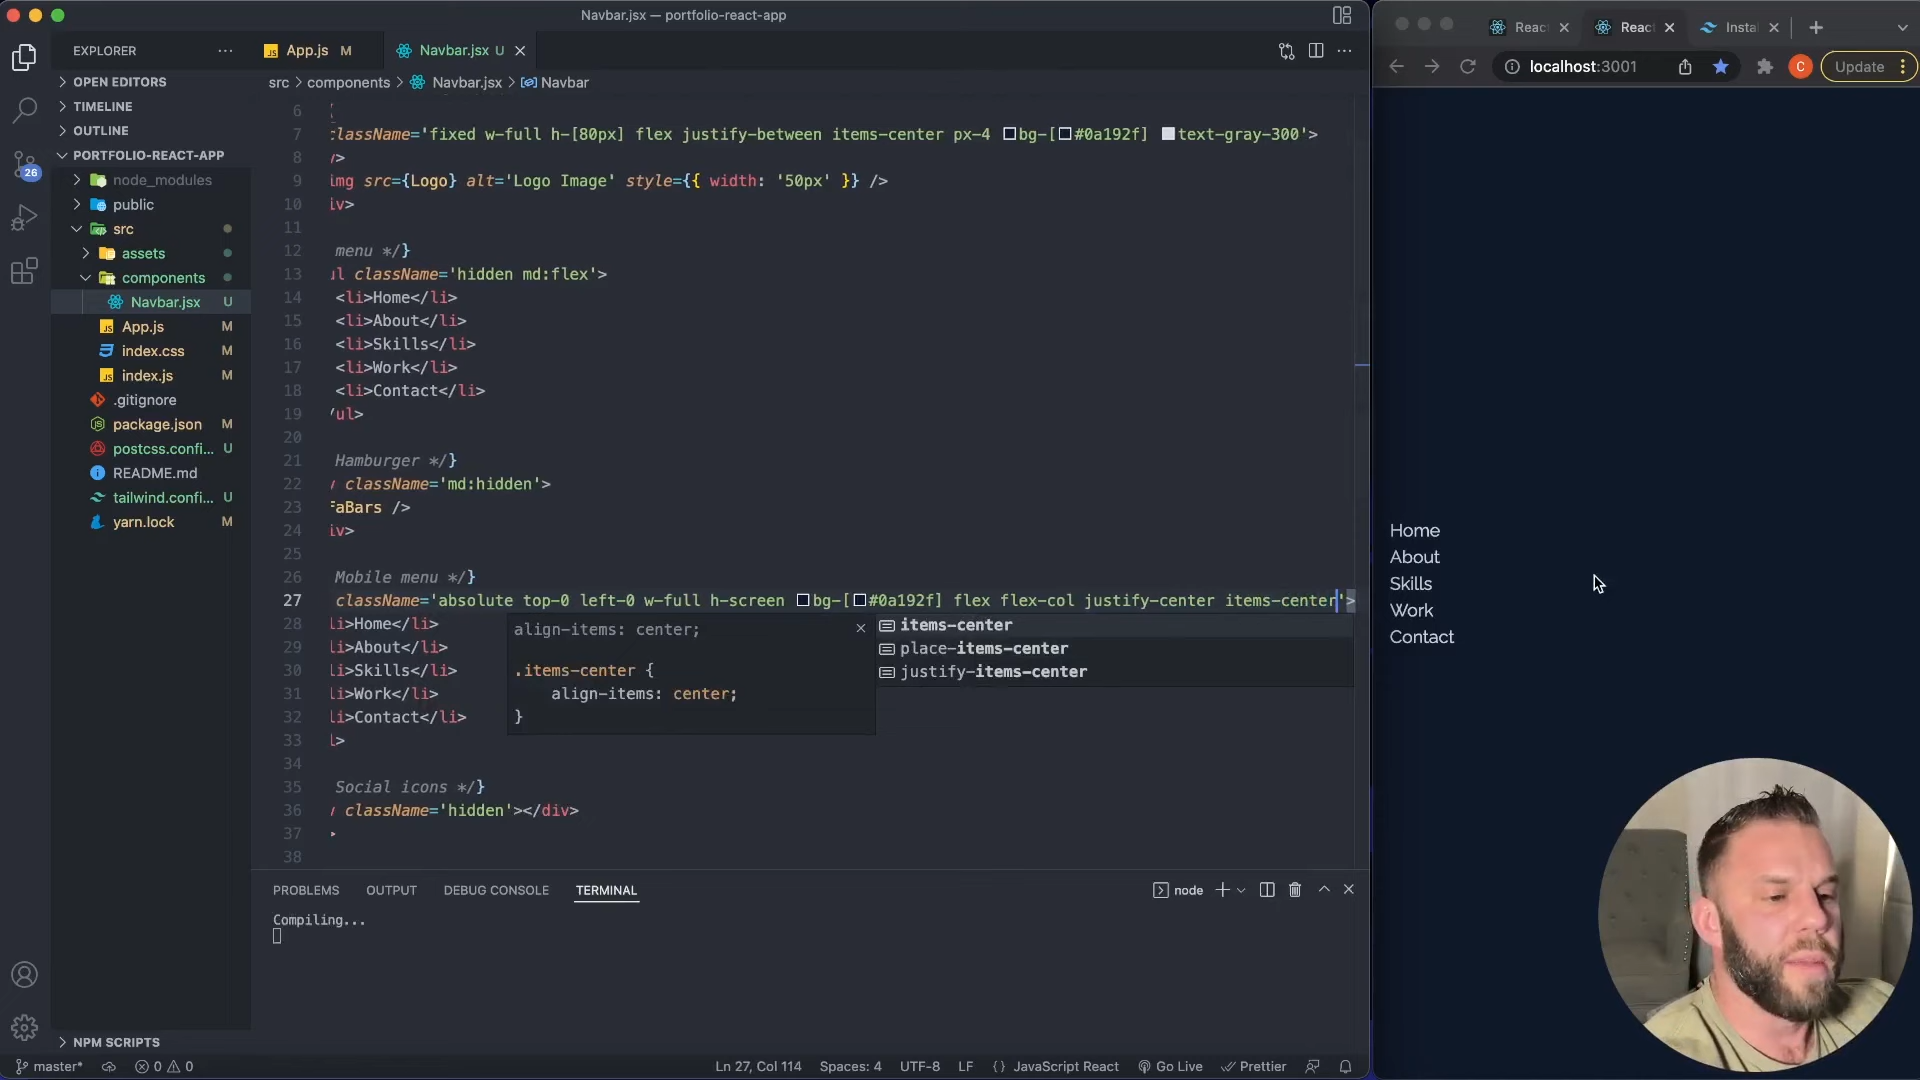 Navbar.jsx — portfolio-react-app
EXPLORER
OPEN EDITORS
TIMELINE
OUTLINE
PORTFOLIO-REACT-APP
node_modules
public
src
assets
components
Navbar.jsx U
App.js M
index.css M
index.js M
.gitignore
package.json M
postcss.confi... U
README.md
tailwind.confi... U
yarn.lock M
NPM SCRIPTS
26
App.js M
Navbar.jsx U
src > components > Navbar.jsx > Navbar
6
7 className='fixed w-full h-[80px] flex justify-between items-center px-4 bg-[#0a192f] text-gray-300'>
8 >
9 img src={Logo} alt='Logo Image' style={{ width: '50px' }} />
10 iv>
11
12 menu */}
13 ul className='hidden md:flex'>
14 <li>Home</li>
15 <li>About</li>
16 <li>Skills</li>
17 <li>Work</li>
18 <li>Contact</li>
19 /ul>
20
21 Hamburger */}
22 className='md:hidden'>
23 FaBars />
24 iv>
25
26 Mobile menu */}
27 className='absolute top-0 left-0 w-full h-screen bg-[#0a192f] flex flex-col justify-center items-center'>
28 li>Home</li>
29 li>About</li>
30 li>Skills</li>
31 li>Work</li>
32 li>Contact</li>
33 l>
34
35 Social icons */}
36 className='hidden'></div>
37 >
38
align-items: center;
.items-center {
align-items: center;
}
items-center
place-items-center
justify-items-center
PROBLEMS OUTPUT DEBUG CONSOLE TERMINAL
node
Compiling...
master* 0 0
Ln 27, Col 114 Spaces: 4 UTF-8 LF {} JavaScript React Go Live Prettier
React
React
Instal
localhost:3001
C
Update
Home
About
Skills
Work
Contact